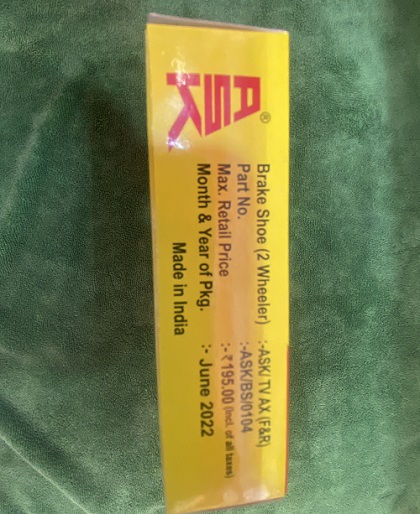 ASK®
Brake Shoe (2 Wheeler) :-ASK/ TV AX (F&R)
Part No. :-ASK/BS/0104
Max. Retail Price :-₹195.00 (Incl. of all taxes)
Month & Year of Pkg. :- June 2022
Made in India